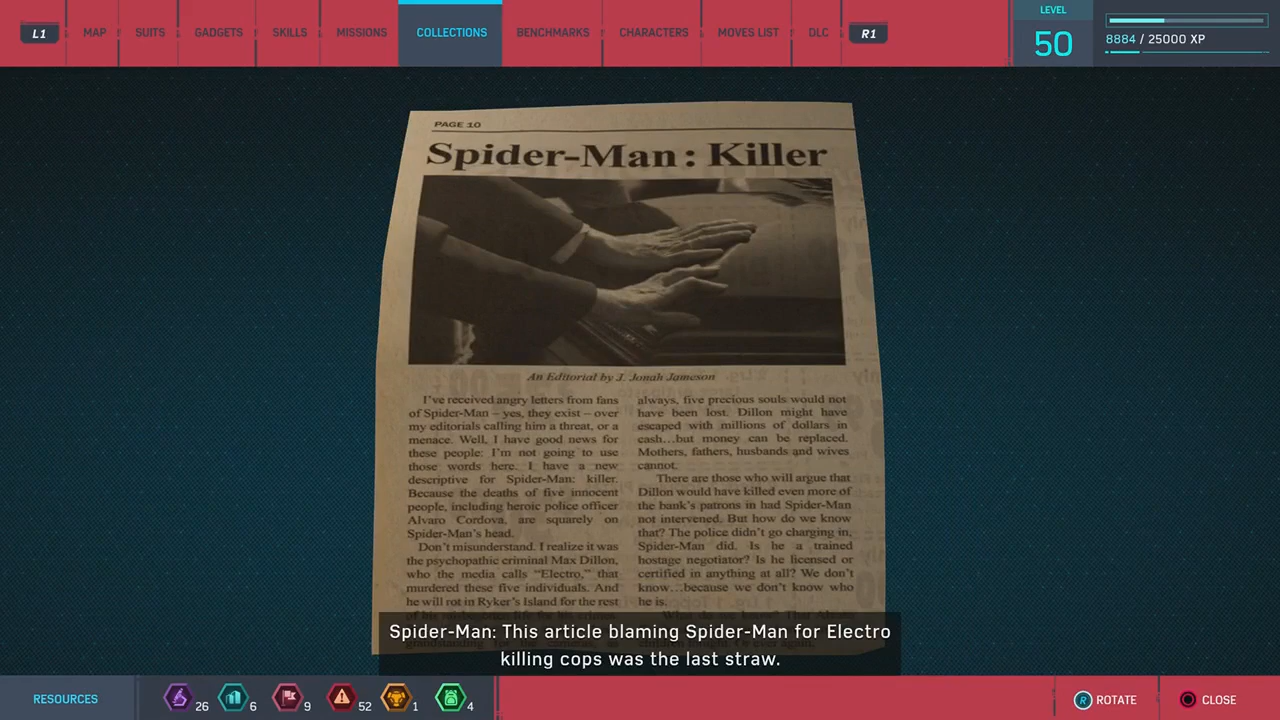 L1
MAP
SUITS
GADGETS
SKILLS
MISSIONS
COLLECTIONS
BENCHMARKS
CHARACTERS
MOVES LIST
DLC
R1
LEVEL
50
8884 / 25000 XP
PAGE 10
Spider-Man : Killer
An Editorial by J. Jonah Jameson
I've received angry letters from fans
of Spider-Man – yes, they exist – over
my editorials calling him a threat, or a
menace. Well, I have good news for
these people: I'm not going to use
those words here. I have a new
descriptive for Spider-Man: killer.
Because the deaths of five innocent
people, including heroic police officer
Alvaro Cordova, are squarely on
Spider-Man's head.
Don't misunderstand. I realize it was
the psychopathic criminal Max Dillon,
who the media calls "Electro," that
murdered these five individuals. And
he will rot in Ryker's Island for the rest
always, five precious souls would not
have been lost. Dillon might have
escaped with millions of dollars in
cash...but money can be replaced.
Mothers, fathers, husbands and wives
cannot.
There are those who will argue that
Dillon would have killed even more of
the bank's patrons in had Spider-Man
not intervened. But how do we know
that? The police didn't go charging in,
Spider-Man did. Is he a trained
hostage negotiator? Is he licensed or
certified in anything at all? We don't
know...because we don't know who
he is.
Spider-Man: This article blaming Spider-Man for Electro
killing cops was the last straw.
RESOURCES
26
6
9
52
1
4
R ROTATE
CLOSE